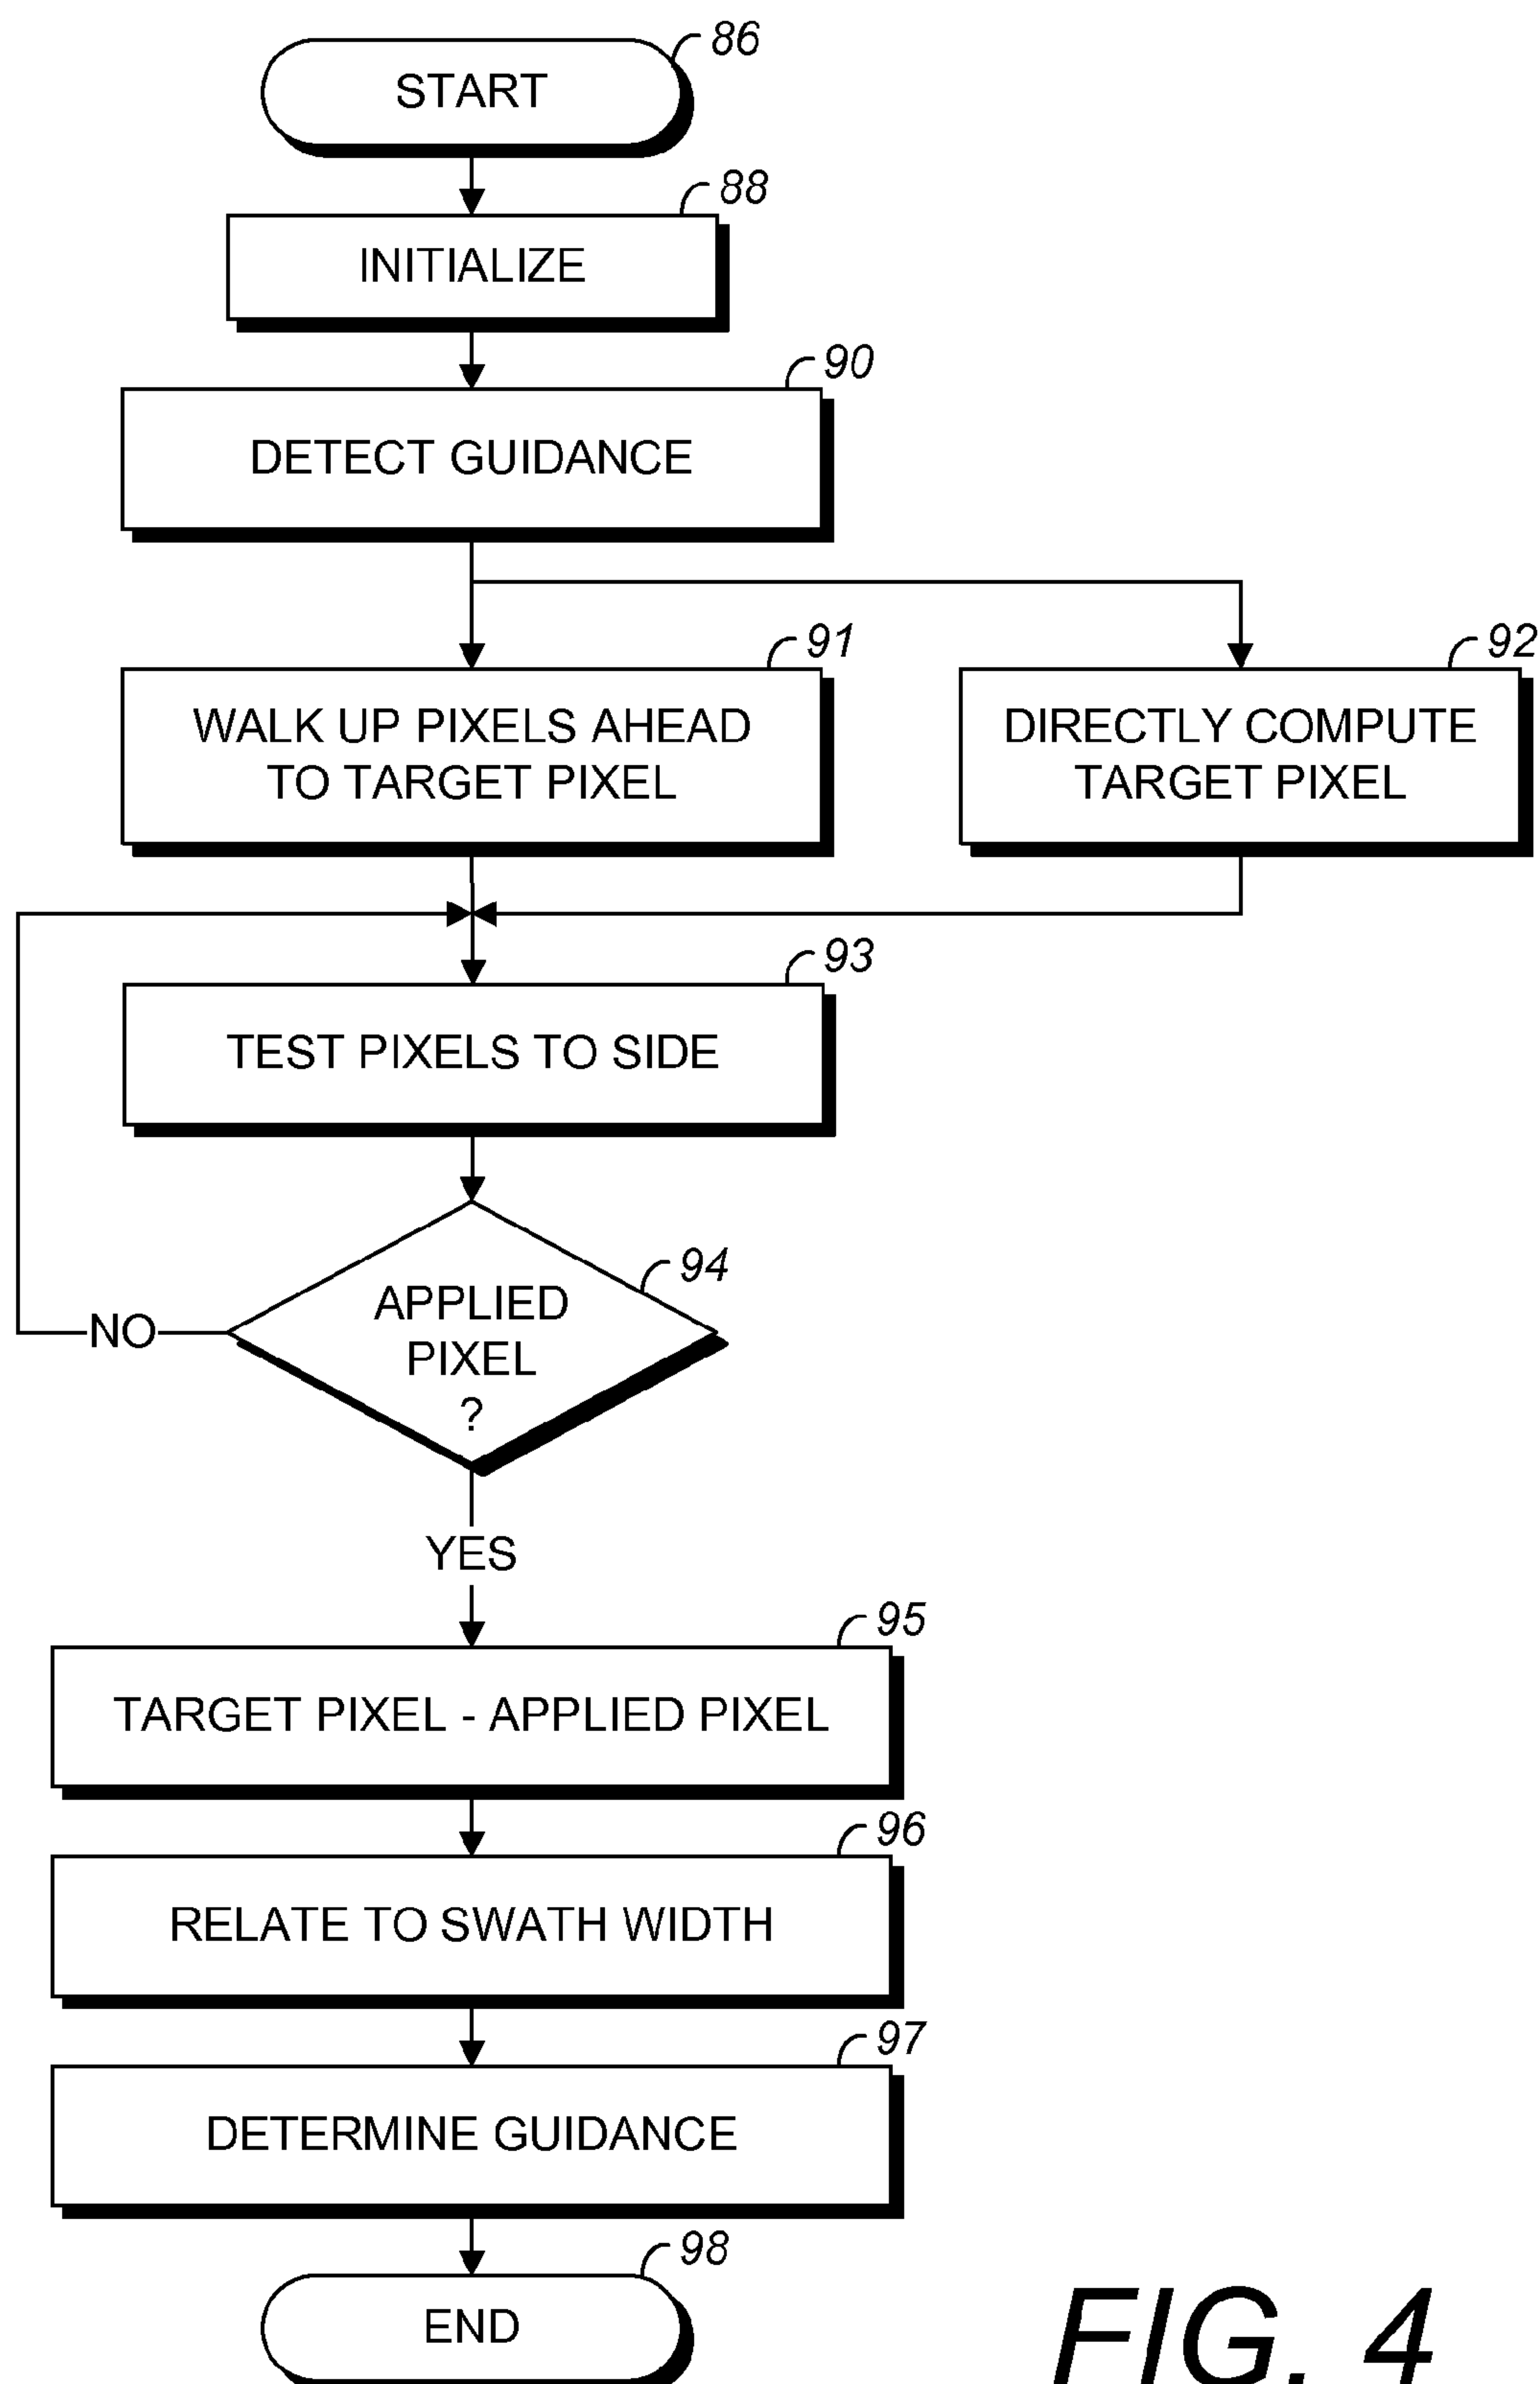 86
START
88
INITIALIZE
90
DETECT GUIDANCE
91
WALK UP PIXELS AHEAD
TO TARGET PIXEL
92
DIRECTLY COMPUTE
TARGET PIXEL
93
TEST PIXELS TO SIDE
94
APPLIED
PIXEL
?
NO
YES
95
TARGET PIXEL - APPLIED PIXEL
96
RELATE TO SWATH WIDTH
97
DETERMINE GUIDANCE
98
END
FIG. 4